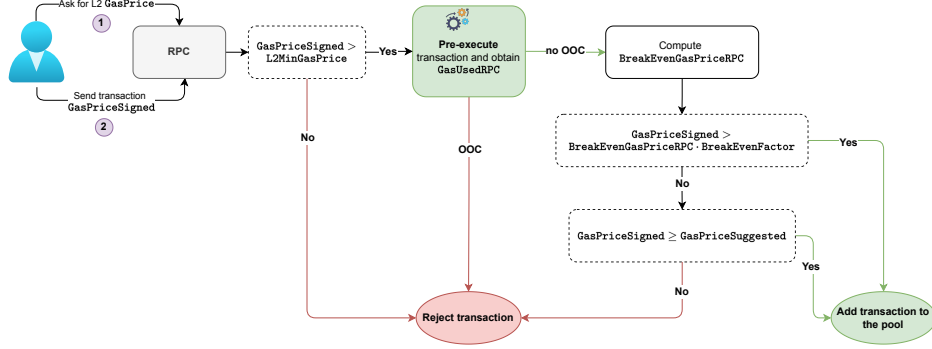 Ask for L2 GasPrice
1
RPC
Send transaction
GasPriceSigned
2
GasPriceSigned >
L2MinGasPrice
Yes
No
Pre-execute
transaction and obtain
GasUsedRPC
no OOC
OOC
Compute
BreakEvenGasPriceRPC
GasPriceSigned >
BreakEvenGasPriceRPC · BreakEvenFactor
Yes
No
GasPriceSigned ≥ GasPriceSuggested
Yes
No
Reject transaction
Add transaction to
the pool